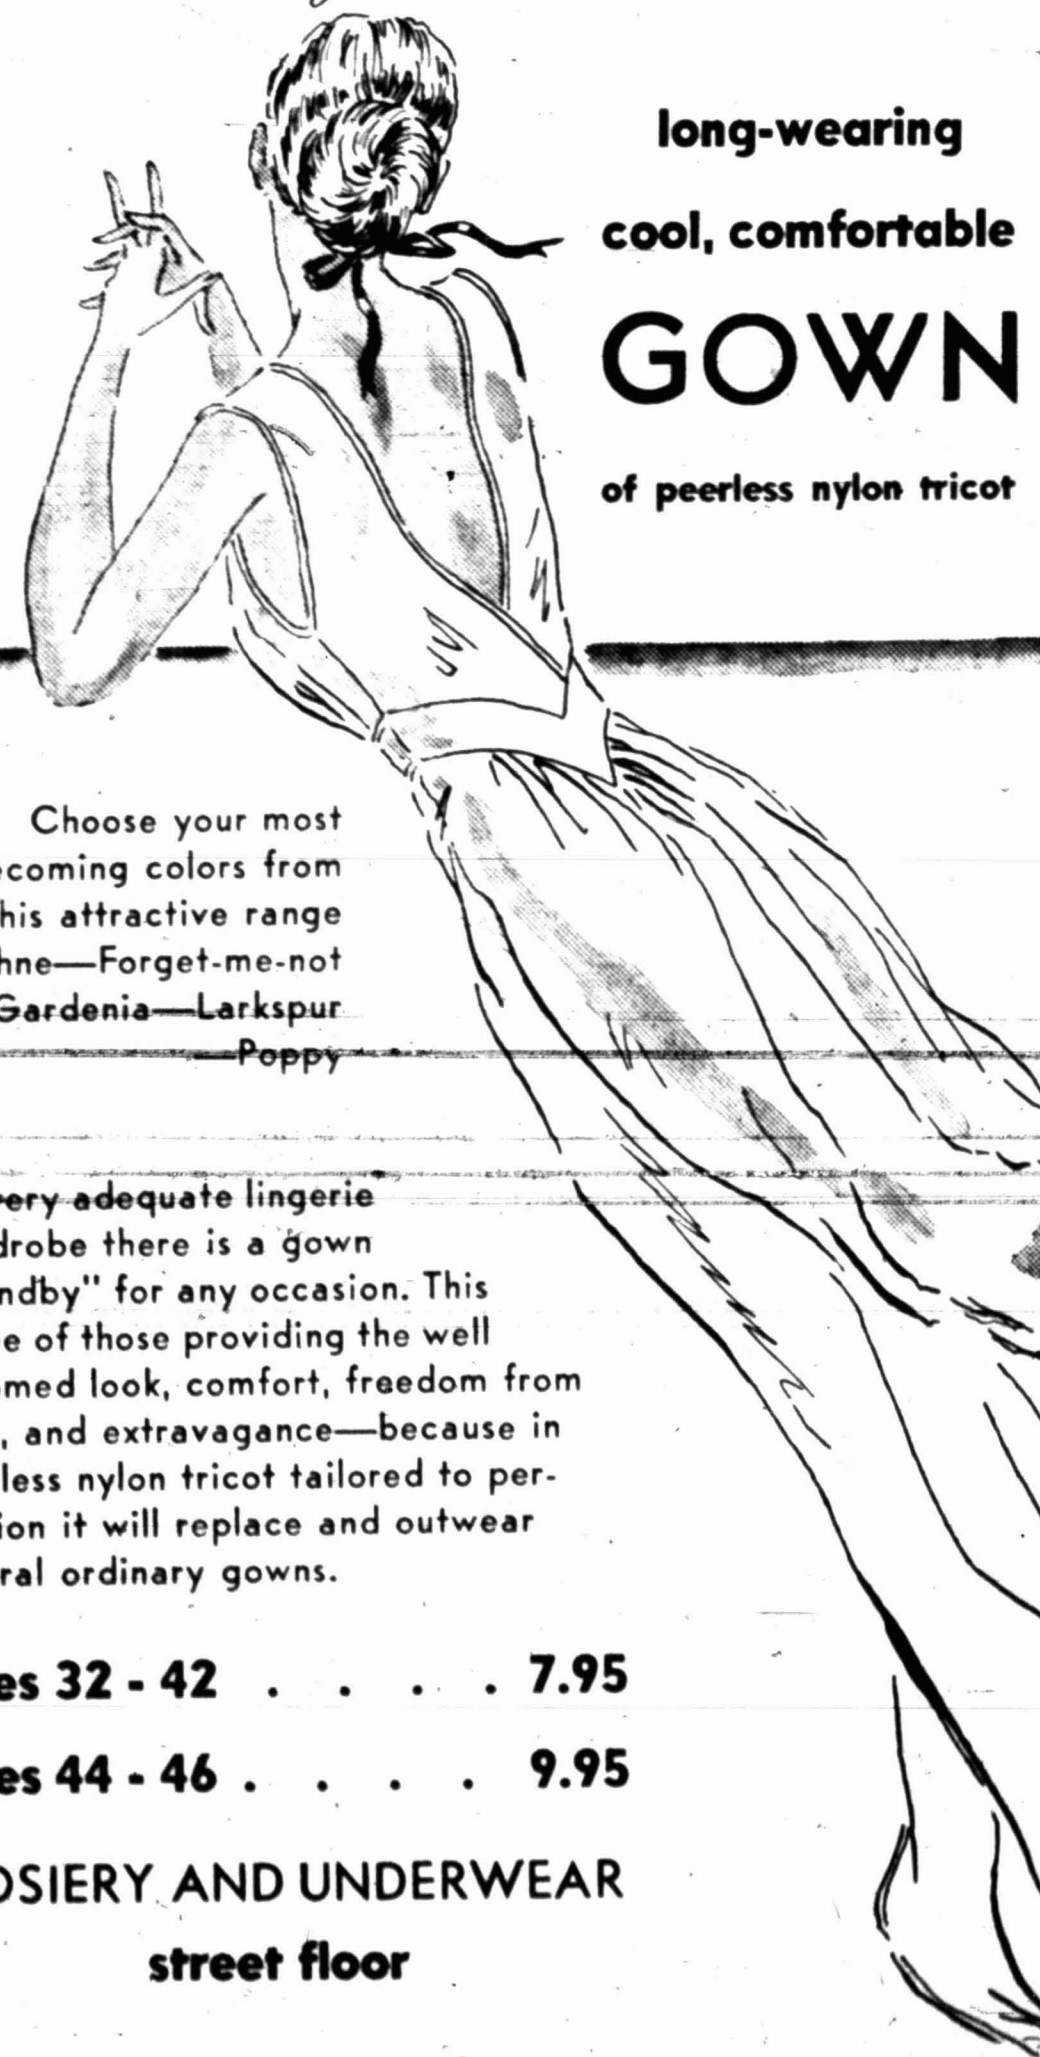 long-wearing
cool, comfortable
GOWN
of peerless nylon tricot
Choose your most
coming colors from
his attractive range
hne—Forget-me-not
Gardenia—Larkspur
—Poppy
ery adequate lingerie
drobe there is a gown
ndby" for any occasion. This
e of those providing the well
med look, comfort, freedom from
, and extravagance—because in
less nylon tricot tailored to per-
ion it will replace and outwear
ral ordinary gowns.
es 32 - 42 . . . . 7.95
es 44 - 46 . . . . 9.95
OSIERY AND UNDERWEAR
street floor